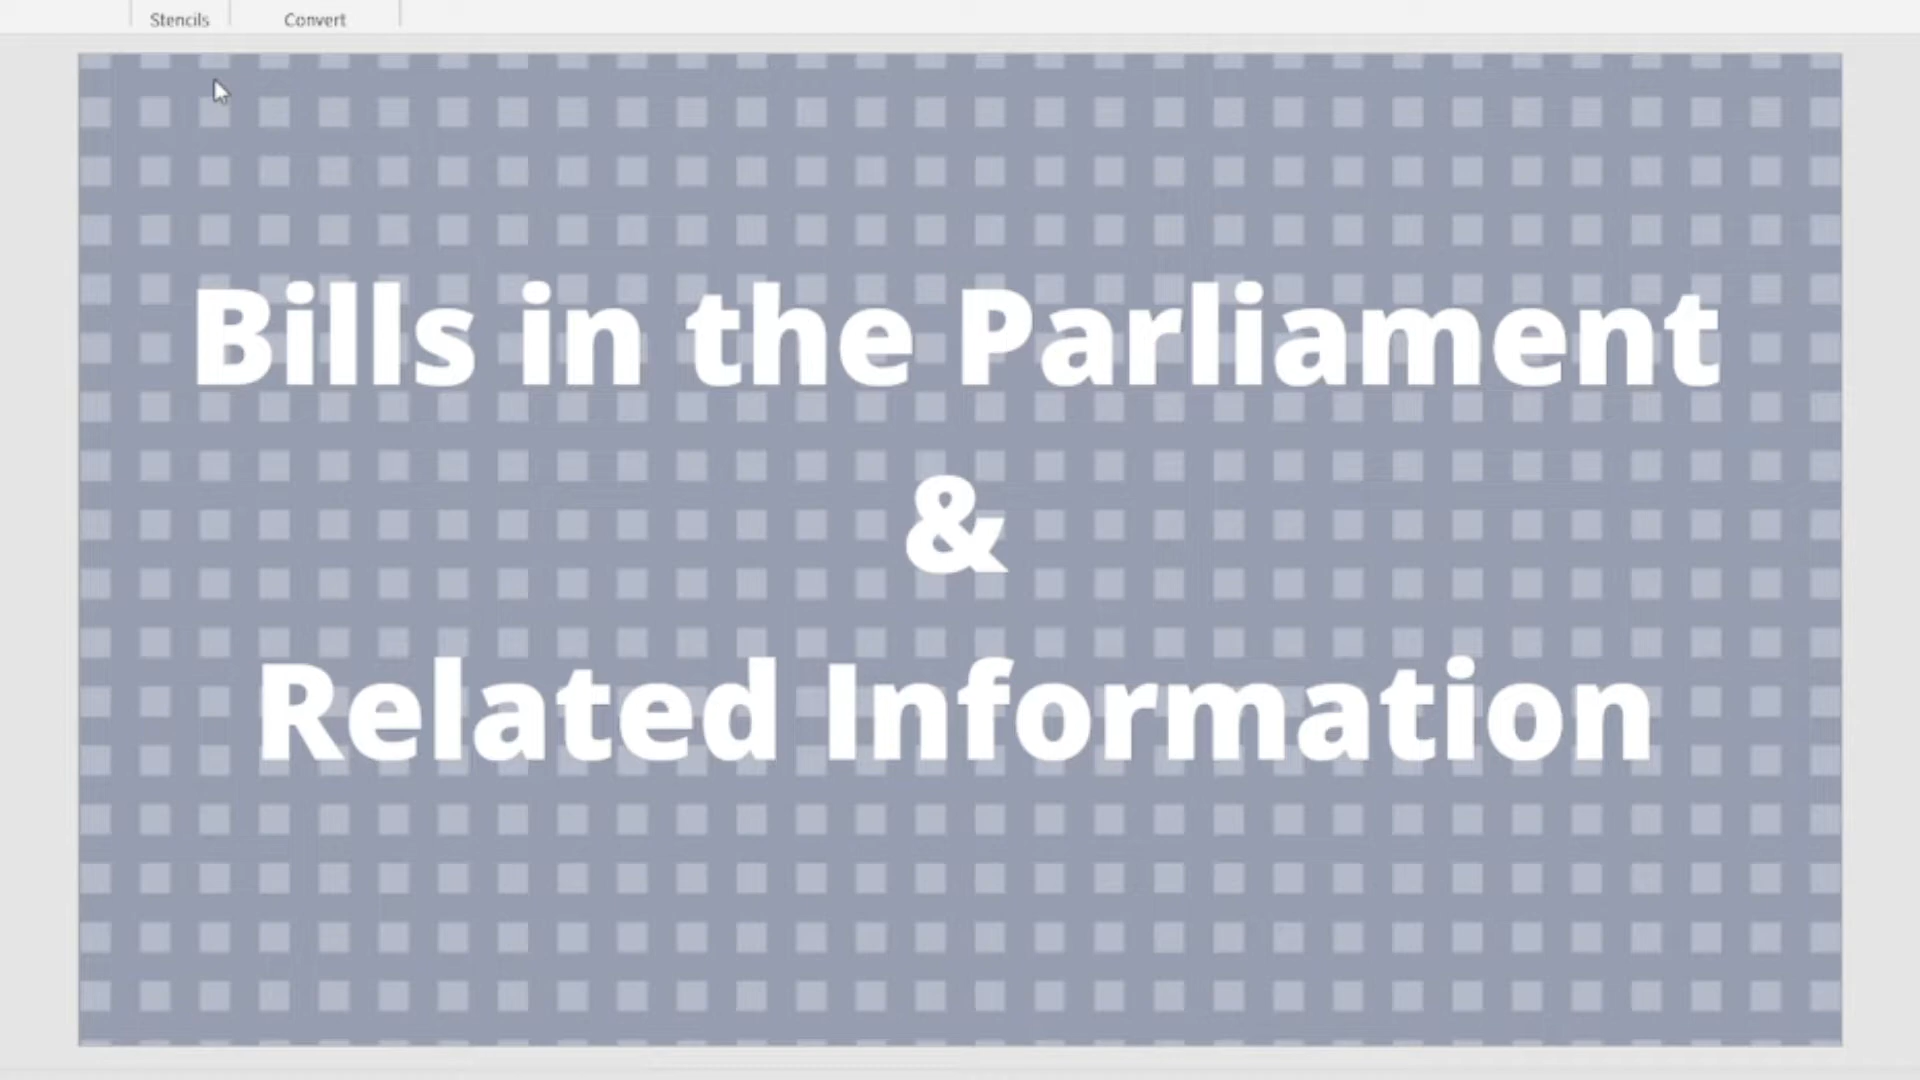 Stencils Convert
Bills in the Parliament
&
Related Information